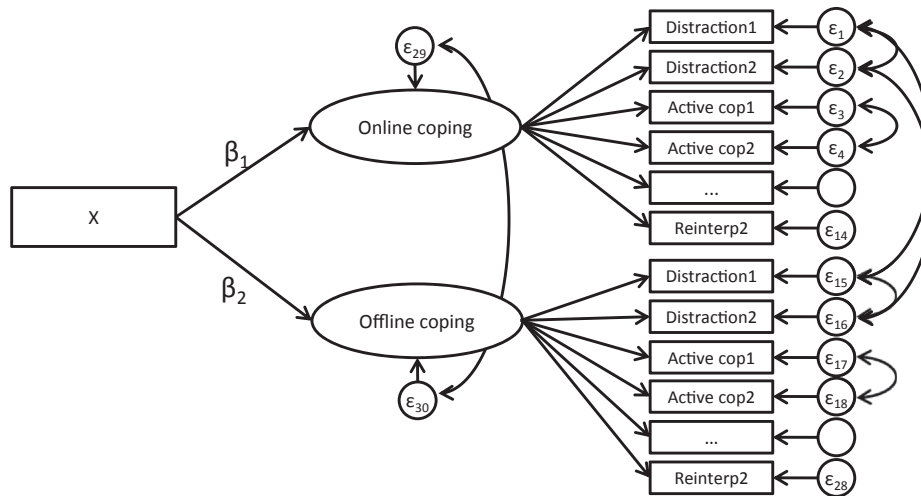 Distraction1
ε1
ε29
Distraction2
ε2
Active cop1
ε3
Online coping
Active cop2
ε4
β1
...
X
Reinterp2
ε14
Distraction1
ε15
β2
Distraction2
ε16
Offline coping
Active cop1
ε17
Active cop2
ε18
ε30
...
Reinterp2
ε28